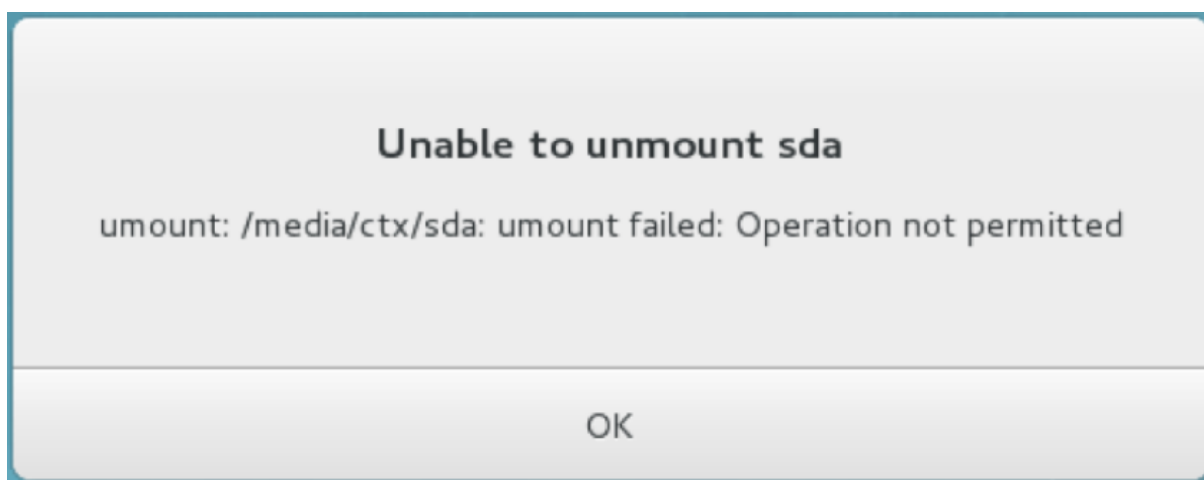 Unable to unmount sda
umount: /media/ctx/sda: umount failed: Operation not permitted
OK